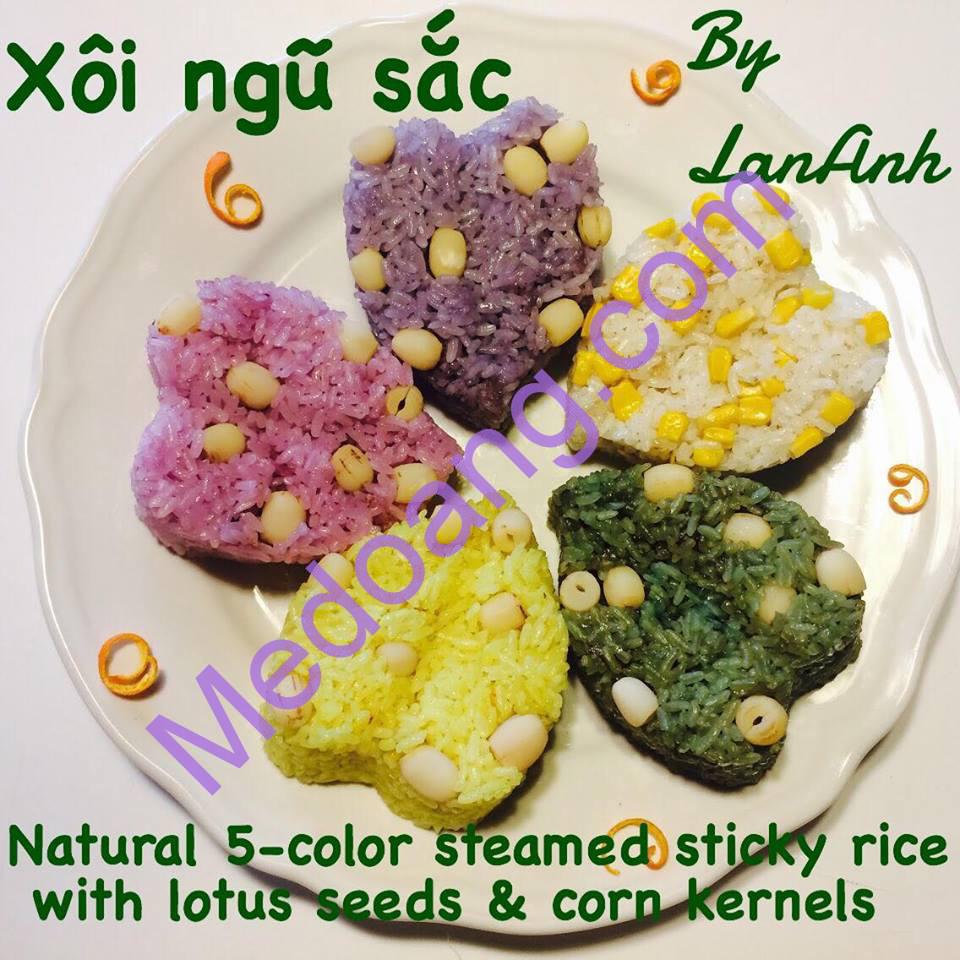 Xôi ngũ sắc
By
LanAnh
Medoang.com
Natural 5-color steamed sticky rice
with lotus seeds & corn kernels